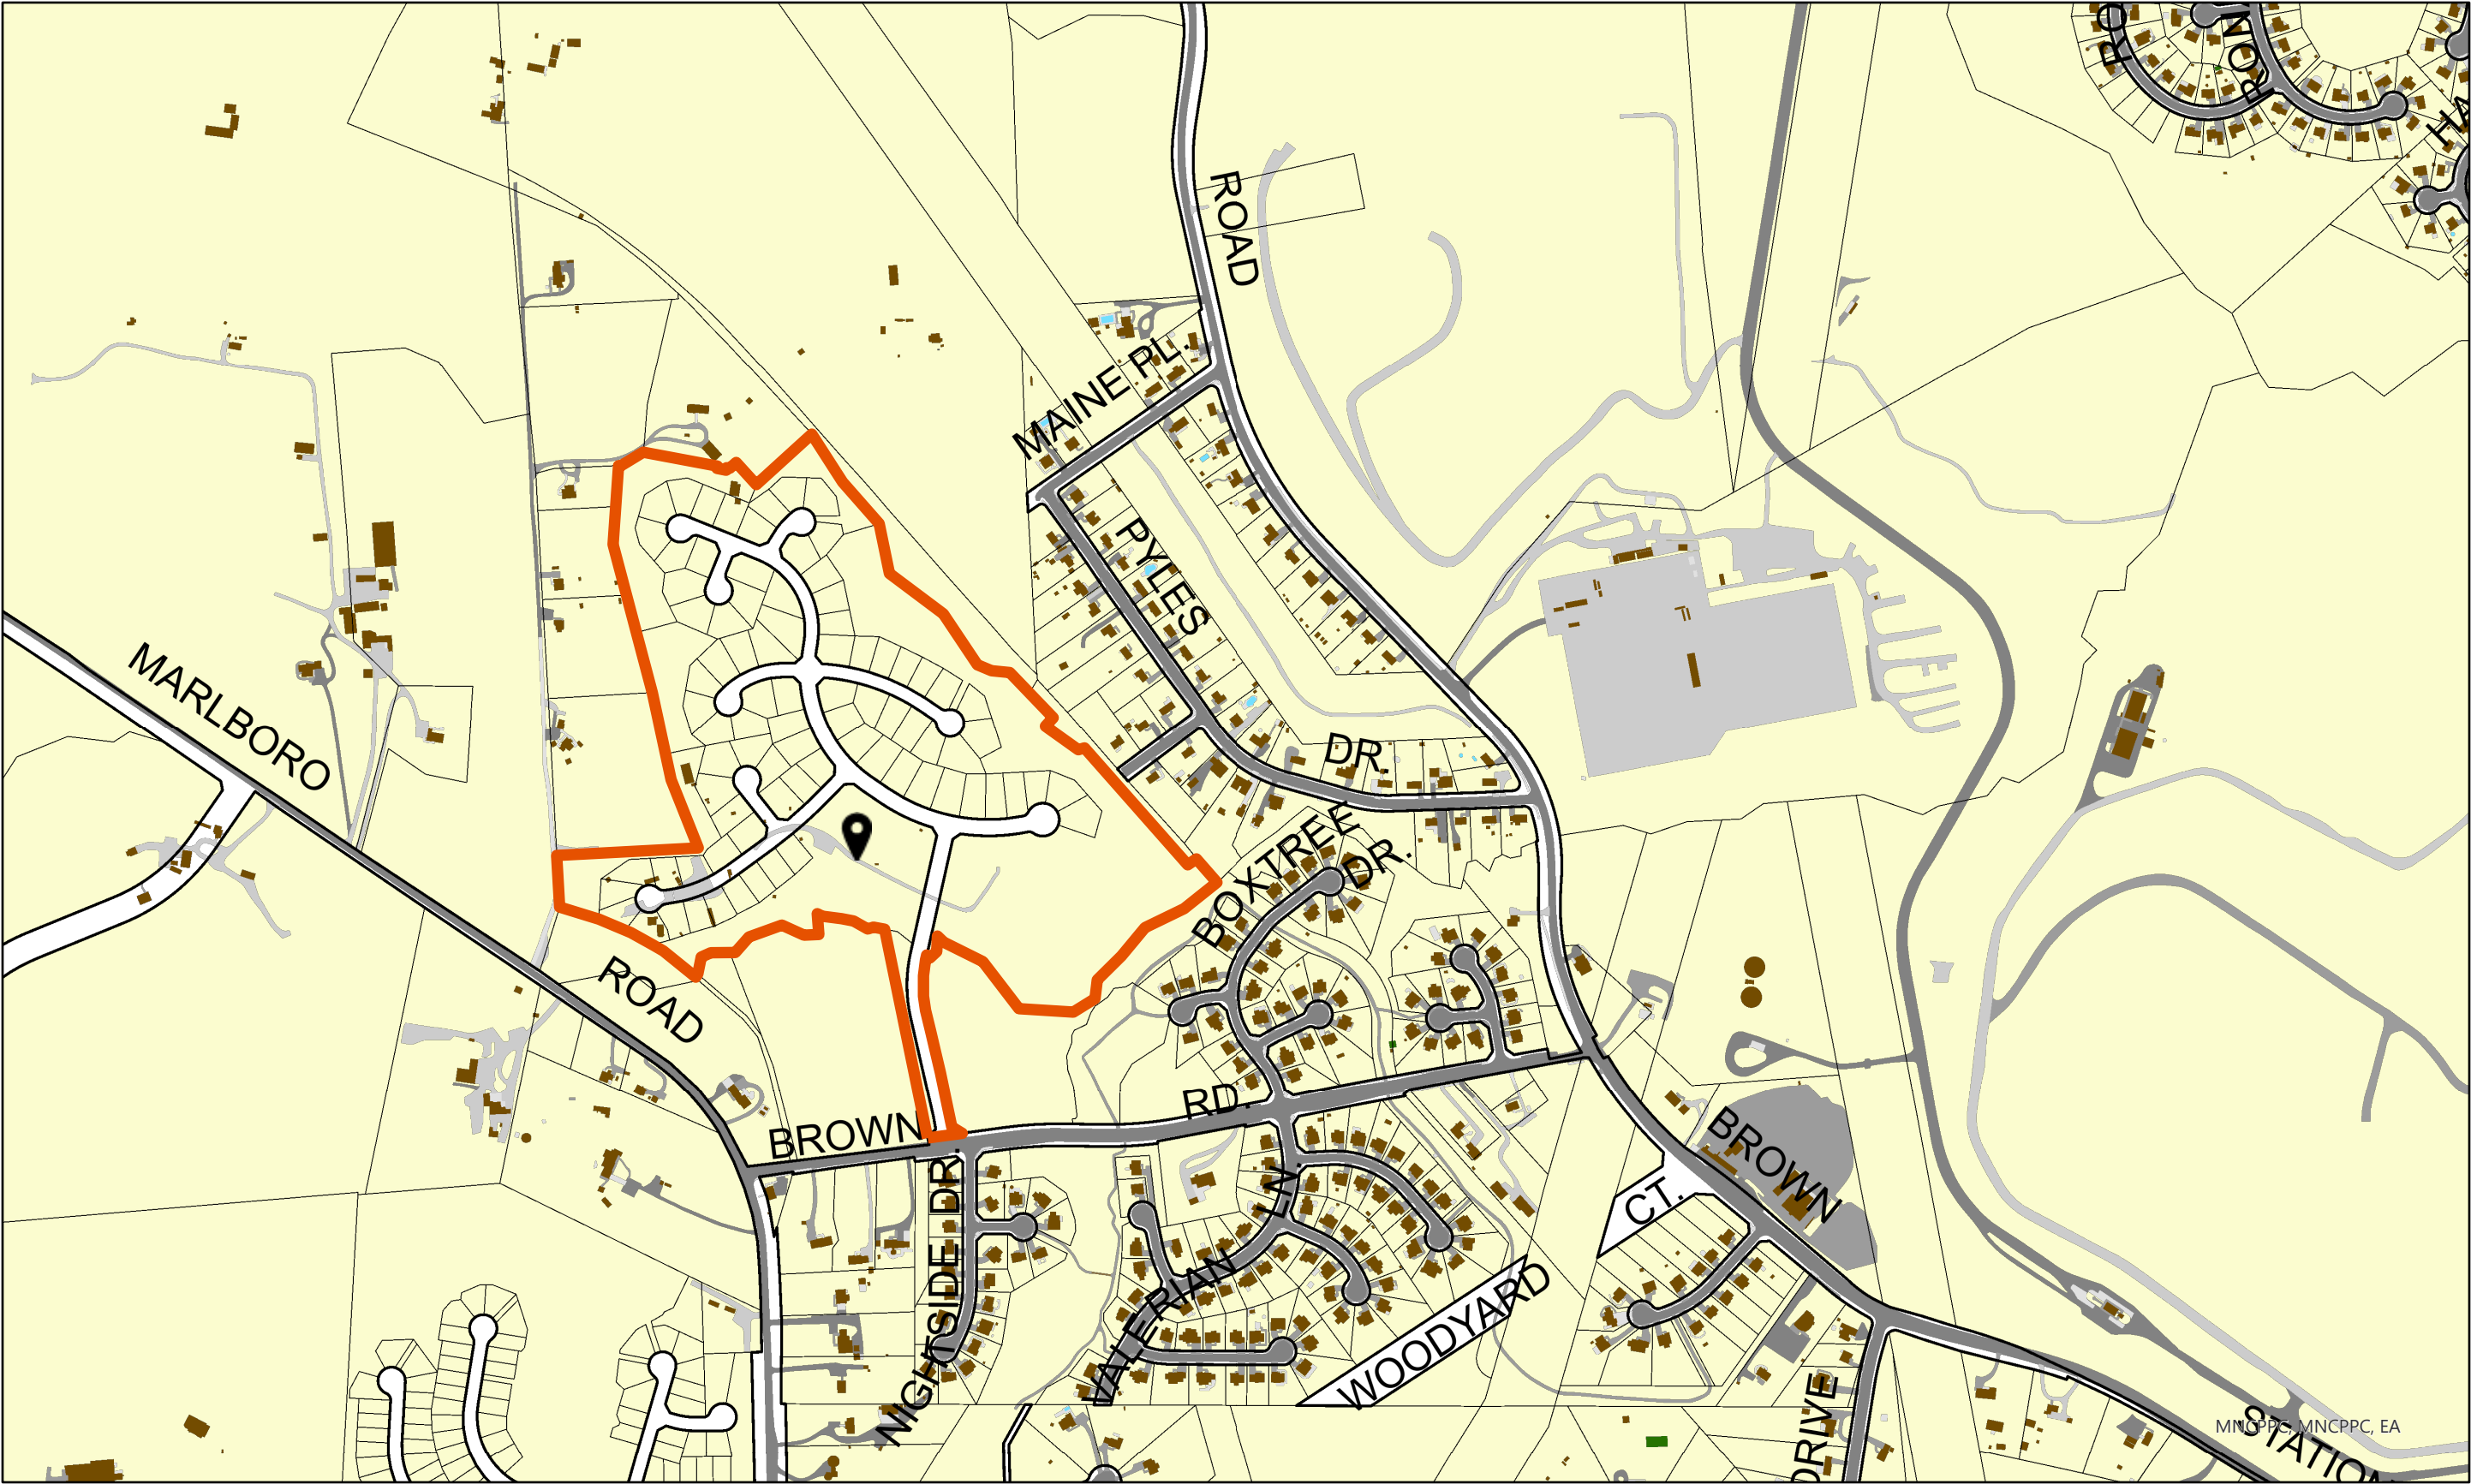 ROAD
MAINE PL.
PYLES
DR.
MARLBORO
ROAD
BOXTREE
DR.
BROWN
RD.
NIGHTSIDE DR.
VALERIAN
LN.
WOODYARD
CT.
BROWN
DRIVE
STATION
MNCPPC, MNCPPC, EA